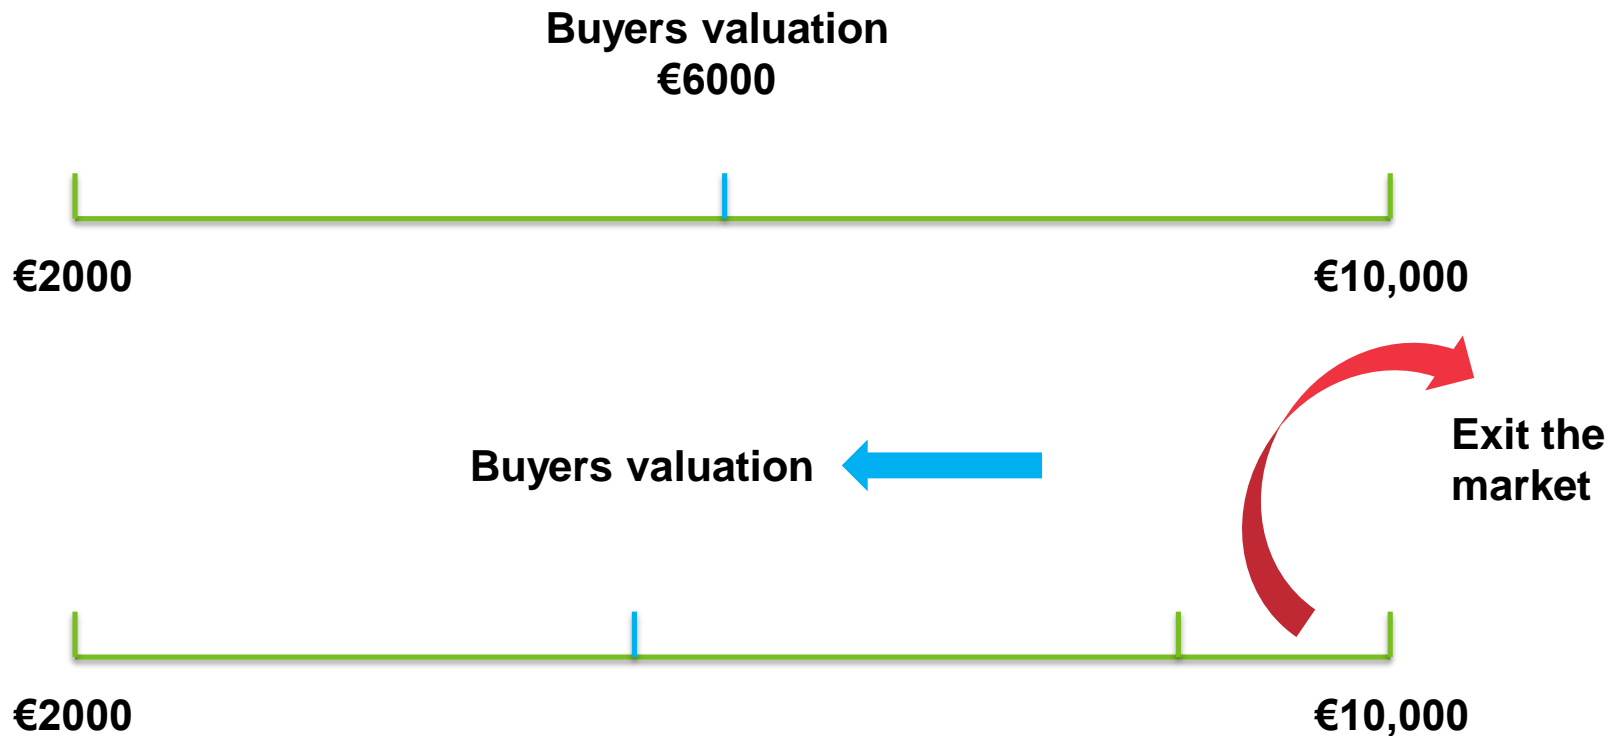 Buyers valuation
€6000
€2000
€10,000
Buyers valuation
Exit the
market
€2000
€10,000